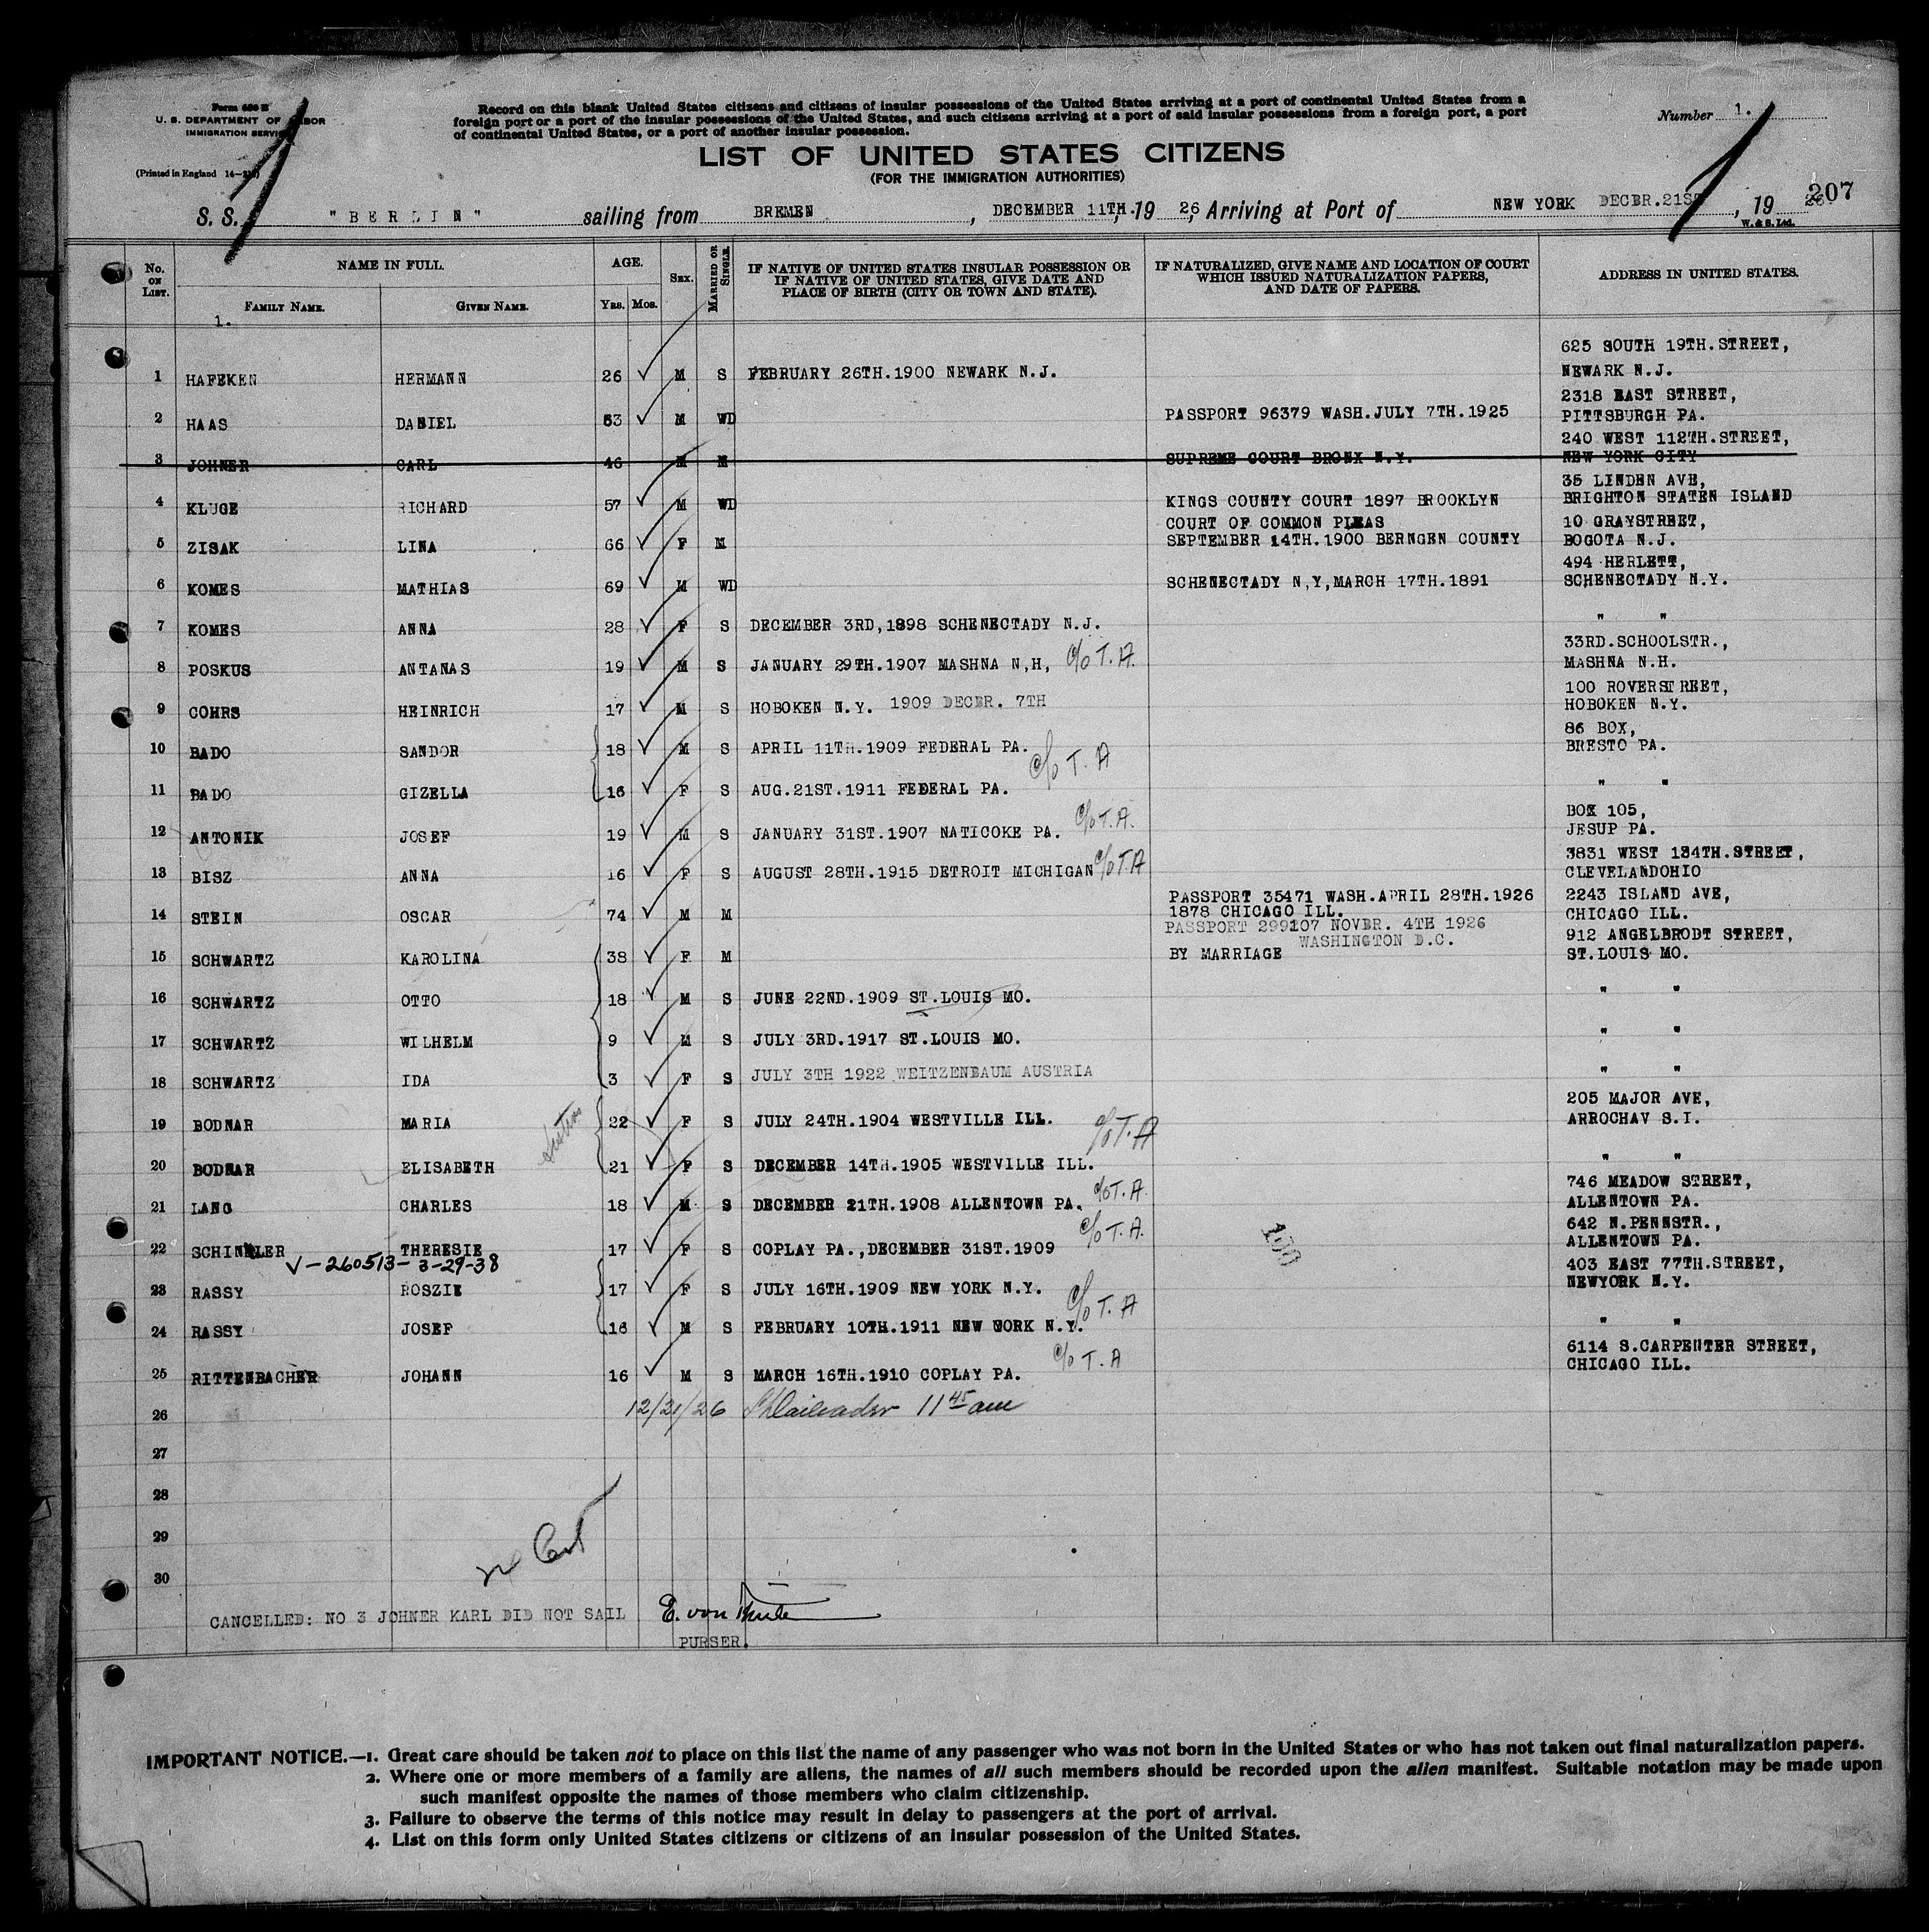 Form 630 E
U. S. DEPARTMENT OF LABOR
IMMIGRATION SERVICE
(Printed in England 14—
Record on this blank United States citizens and citizens of insular possessions of the United States arriving at a port of continental United States from a
foreign port or a port of the insular possessions of the United States, and such citizens arriving at a port of said insular possessions from a foreign port, a port
of continental United States, or a port of another insular possession.
Number 1.
LIST OF UNITED STATES CITIZENS
(FOR THE IMMIGRATION AUTHORITIES)
207
S. S. "BERLIN" sailing from BREMEN, DECEMBER 11TH. 19 26, Arriving at Port of NEW YORK DECBR.21ST, 19 26
W. & S. Ltd.
No. ON LIST. NAME IN FULL. FAMILY NAME. GIVEN NAME. AGE. YRS. MOS. SEX. MARRIED OR SINGLE. IF NATIVE OF UNITED STATES INSULAR POSSESSION OR IF NATIVE OF UNITED STATES, GIVE DATE AND PLACE OF BIRTH (CITY OR TOWN AND STATE). IF NATURALIZED, GIVE NAME AND LOCATION OF COURT WHICH ISSUED NATURALIZATION PAPERS, AND DATE OF PAPERS. ADDRESS IN UNITED STATES.
1.
625 SOUTH 19TH.STREET,
1 HAFEKEN HERMANN 26 M S FEBRUARY 26TH.1900 NEWARK N.J. NEWARK N.J.
2318 EAST STREET,
2 HAAS DANIEL 53 M WD PASSPORT 96379 WASH.JULY 7TH.1925 PITTSBURGH PA.
240 WEST 112TH.STREET,
3 JOHNER CARL 46 M M SUPREME COURT BRONX N.Y. NEW YORK CITY
35 LINDEN AVE,
4 KLUGE RICHARD 57 M WD KINGS COUNTY COURT 1897 BROOKLYN BRIGHTON STATEN ISLAND
COURT OF COMMON PLEAS 10 GRAYSTREET,
5 ZISAK LINA 66 F M SEPTEMBER 14TH.1900 BERNGEN COUNTY BOGOTA N.J.
494 HERLETT,
6 KOMES MATHIAS 69 M WD SCHENECTADY N,Y,MARCH 17TH.1891 SCHENECTADY N.Y.
7 KOMES ANNA 28 F S DECEMBER 3RD,1898 SCHENECTADY N.J. " "
33RD.SCHOOLSTR.,
8 POSKUS ANTANAS 19 M S JANUARY 29TH.1907 MASHNA N,H, c/o T.A. MASHNA N.H.
100 ROVERSTREET,
9 COHRS HEINRICH 17 M S HOBOKEN N.Y. 1909 DECBR. 7TH HOBOKEN N.Y.
86 BOX,
10 BADO SANDOR 18 M S APRIL 11TH.1909 FEDERAL PA. BRESTO PA.
c/o T. A
11 BADO GIZELLA 16 F S AUG.21ST.1911 FEDERAL PA. " "
BOX 105,
12 ANTONIK JOSEF 19 M S JANUARY 31ST.1907 NATICOKE PA. c/o T.A. JESUP PA.
3831 WEST 134TH.STREET,
13 BISZ ANNA 16 F S AUGUST 28TH.1915 DETROIT MICHIGAN c/o T.A CLEVELANDOHIO
PASSPORT 35471 WASH.APRIL 28TH.1926 2243 ISLAND AVE,
14 STEIN OSCAR 74 M M 1878 CHICAGO ILL. CHICAGO ILL.
PASSPORT 299107 NOVBR. 4TH 1926 912 ANGELBRODT STREET,
WASHINGTON D.C.
15 SCHWARTZ KAROLINA 38 F M BY MARRIAGE ST.LOUIS MO.
16 SCHWARTZ OTTO 18 M S JUNE 22ND.1909 ST.LOUIS MO. " "
17 SCHWARTZ WILHELM 9 M S JULY 3RD.1917 ST.LOUIS MO. " "
18 SCHWARTZ IDA 3 F S JULY 3TH 1922 WEITZENBAUM AUSTRIA " "
205 MAJOR AVE,
19 BODNAR MARIA 22 F S JULY 24TH.1904 WESTVILLE ILL. ARROCHAV S.I.
c/o T.A
20 BODNAR ELISABETH 21 F S DECEMBER 14TH.1905 WESTVILLE ILL. " "
746 MEADOW STREET,
21 LANG CHARLES 18 M S DECEMBER 21TH.1908 ALLENTOWN PA. c/o T.A. ALLENTOWN PA.
642 N.PENNSTR.,
22 SCHINDLER THERESIE 17 F S COPLAY PA.,DECEMBER 31ST.1909 c/o T.A. ALLENTOWN PA.
V-260513-3-29-38 403 EAST 77TH.STREET,
100
23 RASSY ROSZIE 17 F S JULY 16TH.1909 NEW YORK N.Y. NEWYORK N.Y.
c/o T. A
24 RASSY JOSEF 16 M S FEBRUARY 10TH.1911 NEW YORK N.Y. " "
6114 S.CARPENTER STREET,
25 RITTENBACHER JOHANN 16 M S MARCH 16TH.1910 COPLAY PA. c/o T. A CHICAGO ILL.
26 12/21/26 11 45 am
27
28
29
30
CANCELLED: NO 3 JOHNER KARL DID NOT SAIL E. von
PURSER.
IMPORTANT NOTICE.—1. Great care should be taken not to place on this list the name of any passenger who was not born in the United States or who has not taken out final naturalization papers.
2. Where one or more members of a family are aliens, the names of all such members should be recorded upon the alien manifest. Suitable notation may be made upon
such manifest opposite the names of those members who claim citizenship.
3. Failure to observe the terms of this notice may result in delay to passengers at the port of arrival.
4. List on this form only United States citizens or citizens of an insular possession of the United States.